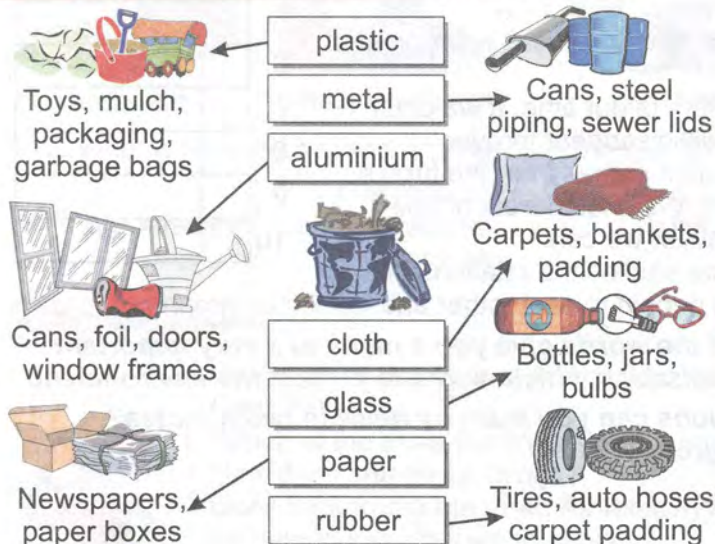 plastic
metal
aluminium
Toys, mulch,
packaging,
garbage bags
Cans, steel
piping, sewer lids
Carpets, blankets,
padding
Cans, foil, doors,
window frames
cloth
glass
paper
rubber
Bottles, jars,
bulbs
Newspapers,
paper boxes
Tires, auto hoses
carpet padding